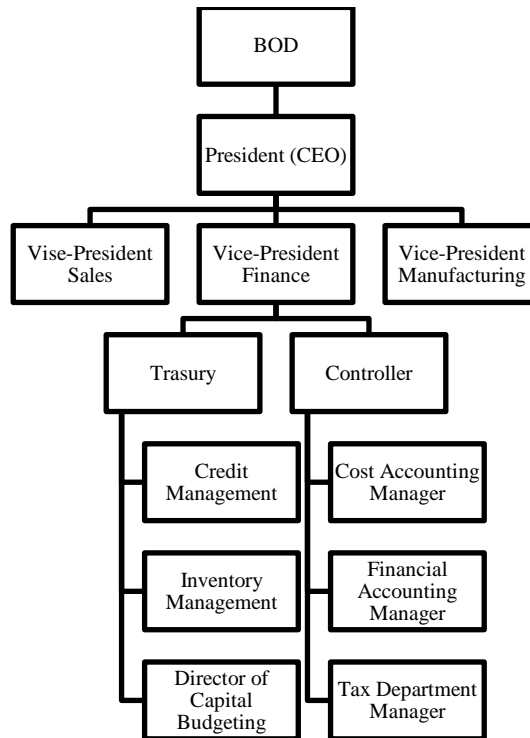 BOD
President (CEO)
Vise-President
Sales
Vice-President
Finance
Vice-President
Manufacturing
Trasury
Controller
Credit
Management
Cost Accounting
Manager
Inventory
Management
Financial
Accounting
Manager
Director of
Capital
Budgeting
Tax Department
Manager